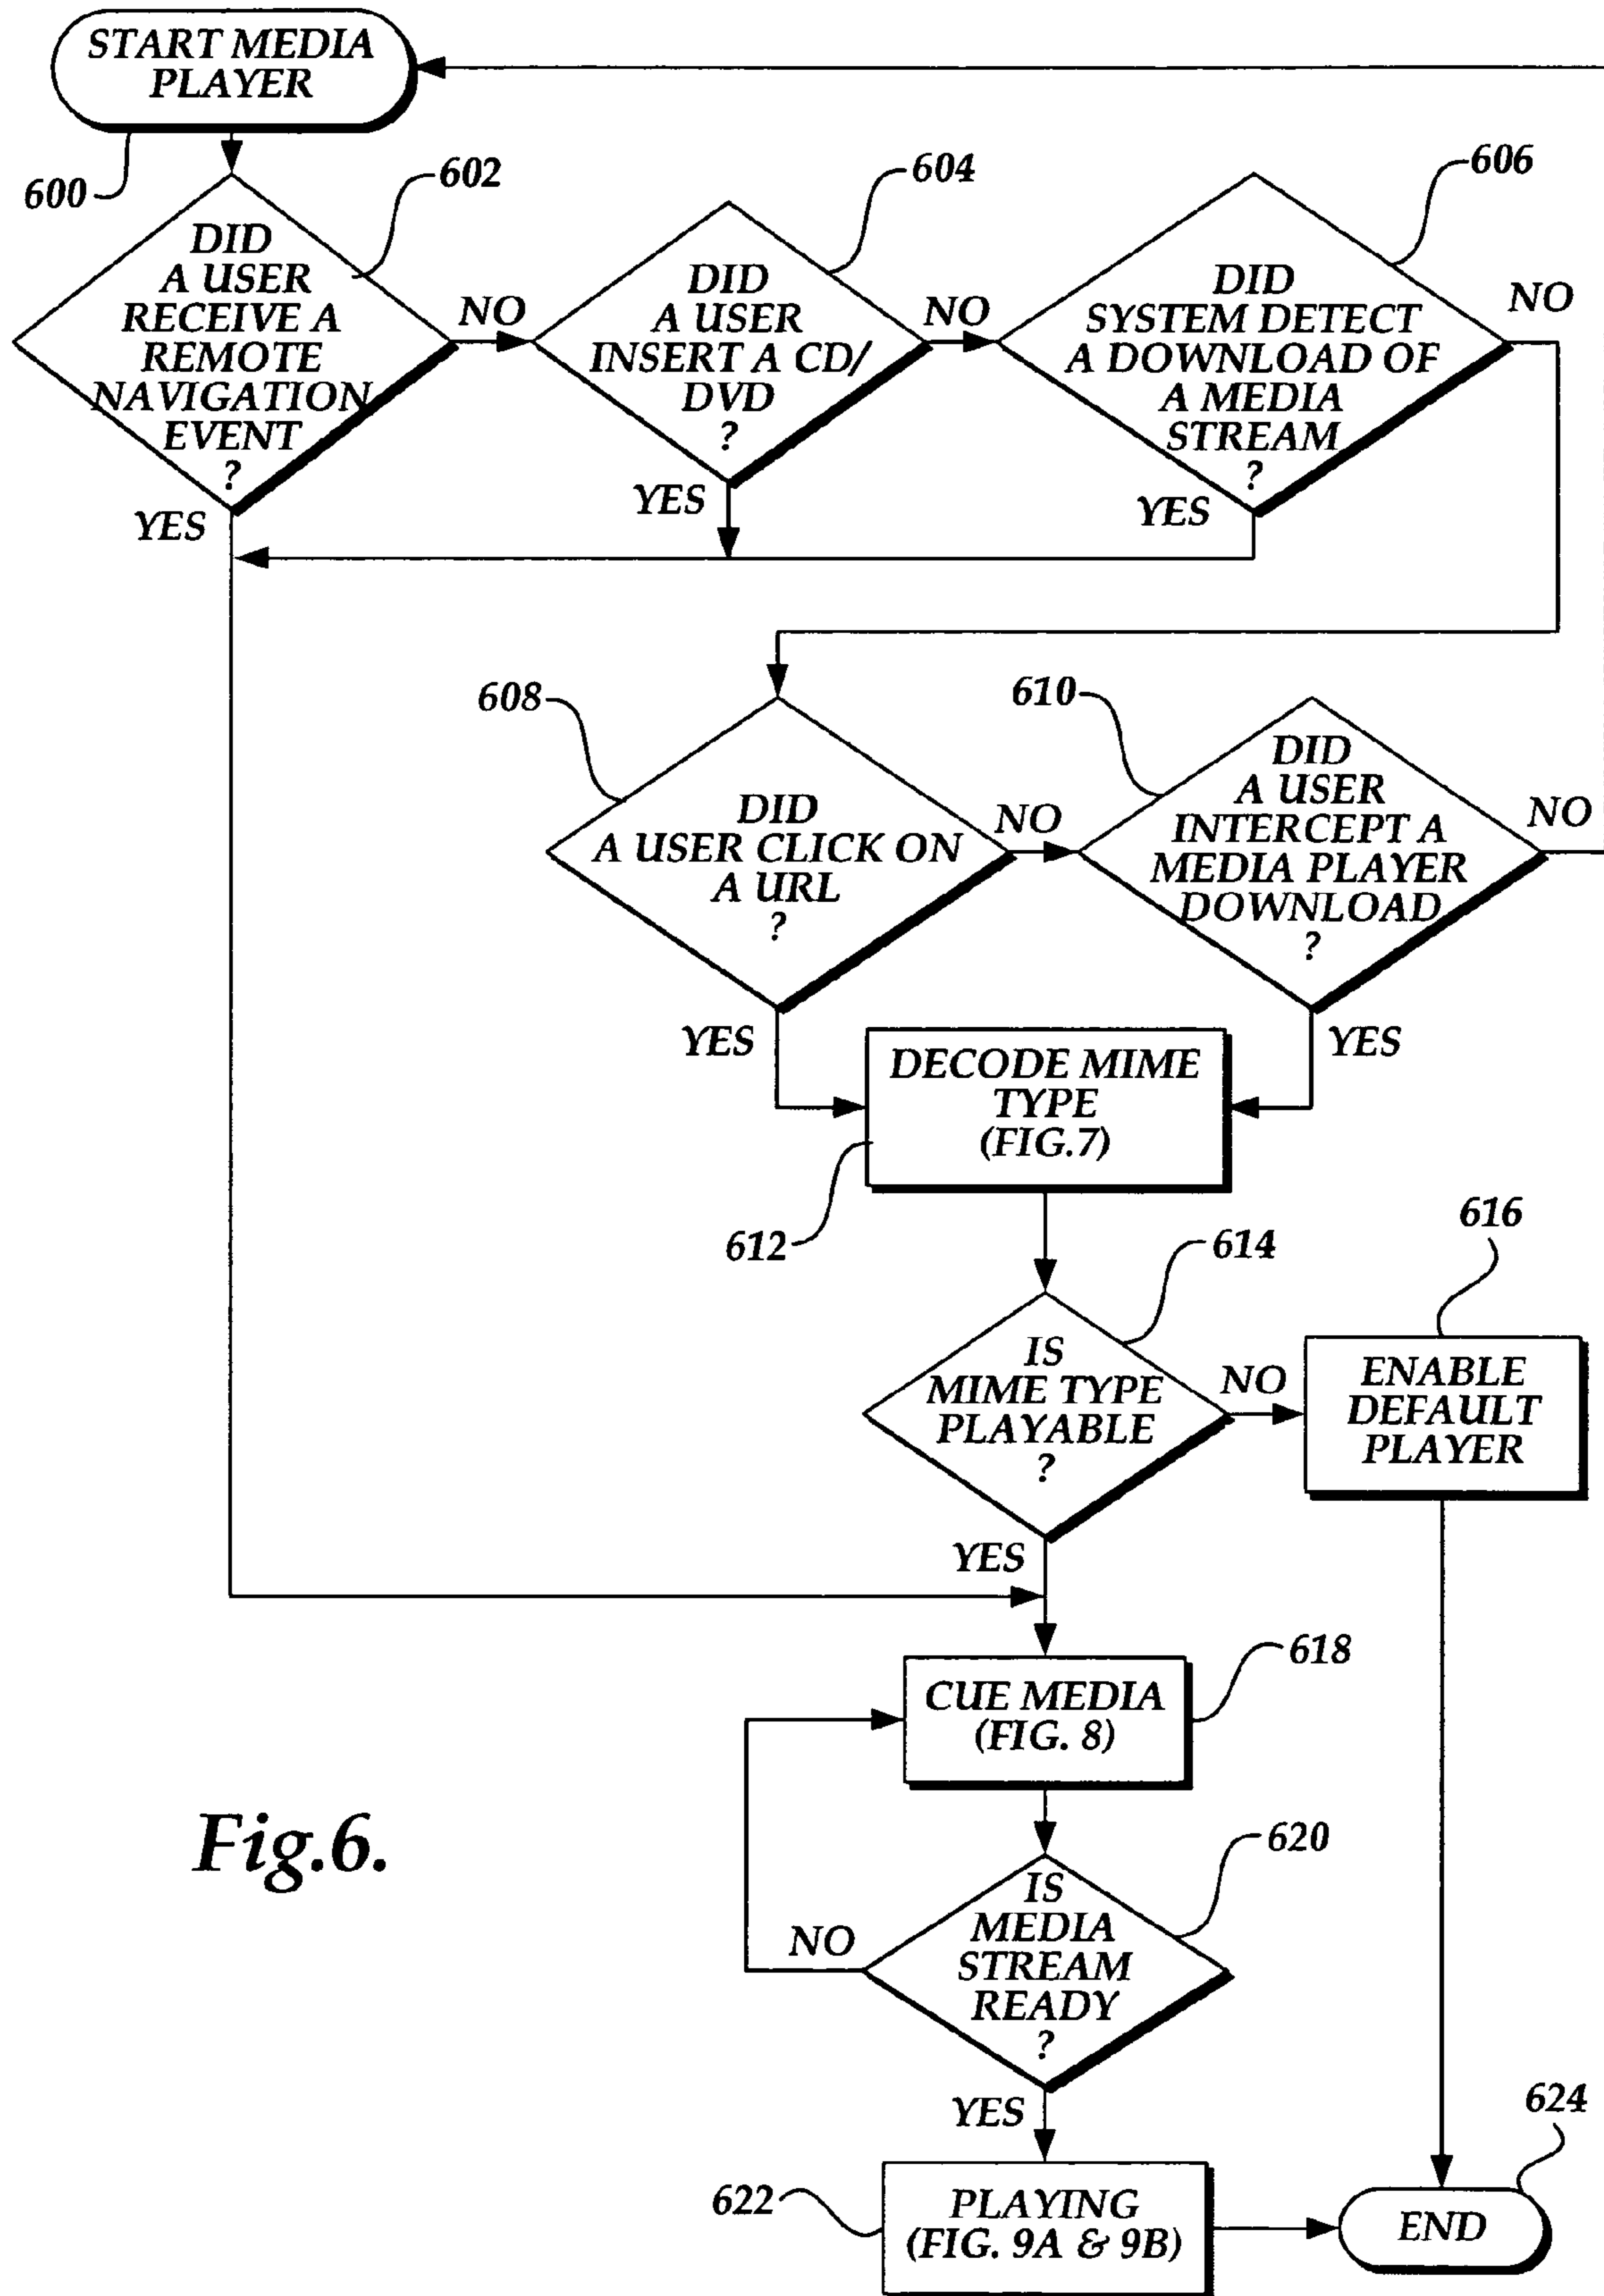 START MEDIA
PLAYER
600
602
DID
A USER
RECEIVE A
REMOTE
NAVIGATION
EVENT
?
NO
YES
604
DID
A USER
INSERT A CD/
DVD
?
NO
YES
606
DID
SYSTEM DETECT
A DOWNLOAD OF
A MEDIA
STREAM
?
NO
YES
608
DID
A USER CLICK ON
A URL
?
NO
YES
610
DID
A USER
INTERCEPT A
MEDIA PLAYER
DOWNLOAD
?
NO
YES
DECODE MIME
TYPE
(FIG.7)
612
614
IS
MIME TYPE
PLAYABLE
?
NO
YES
616
ENABLE
DEFAULT
PLAYER
CUE MEDIA
(FIG. 8)
618
620
IS
MEDIA
STREAM
READY
?
NO
YES
622
PLAYING
(FIG. 9A & 9B)
624
END
Fig.6.